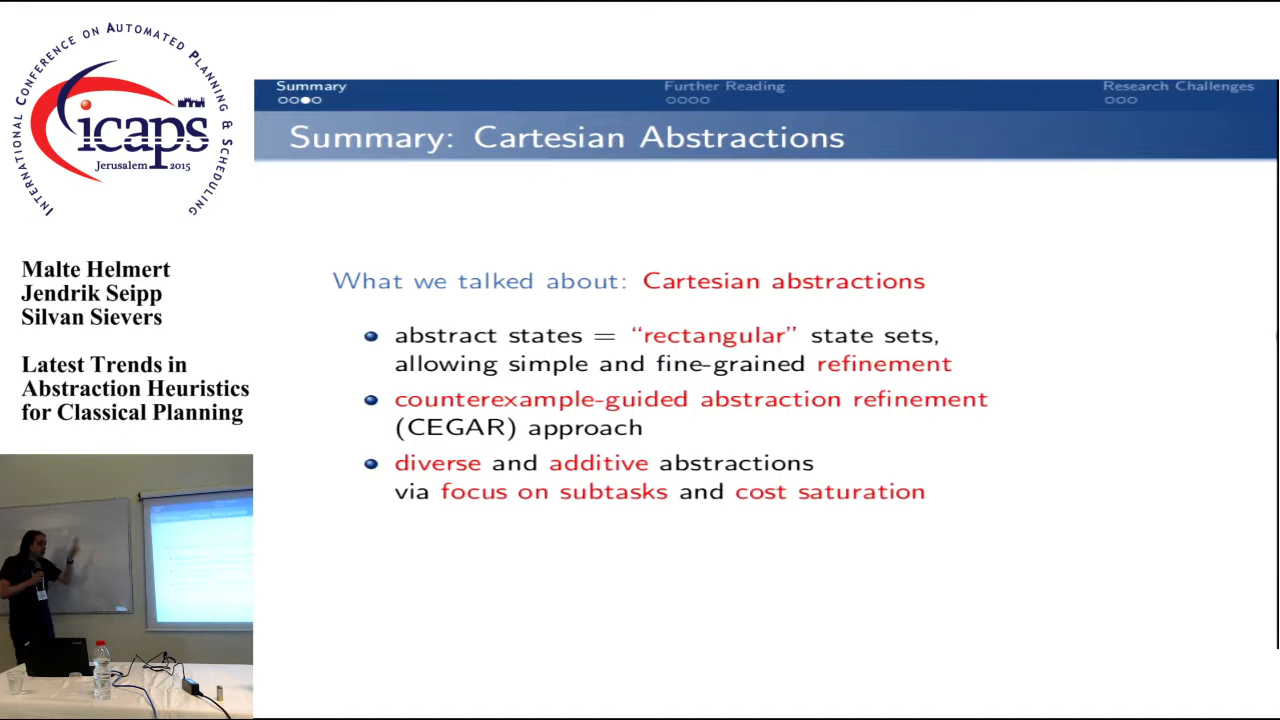 INTERNATIONAL CONFERENCE ON AUTOMATED PLANNING & SCHEDULING
icaps
Jerusalem 2015
Malte Helmert
Jendrik Seipp
Silvan Sievers
Latest Trends in
Abstraction Heuristics
for Classical Planning
Summary
Further Reading
Research Challenges
Summary: Cartesian Abstractions
What we talked about: Cartesian abstractions
abstract states = “rectangular” state sets,
allowing simple and fine-grained refinement
counterexample-guided abstraction refinement
(CEGAR) approach
diverse and additive abstractions
via focus on subtasks and cost saturation